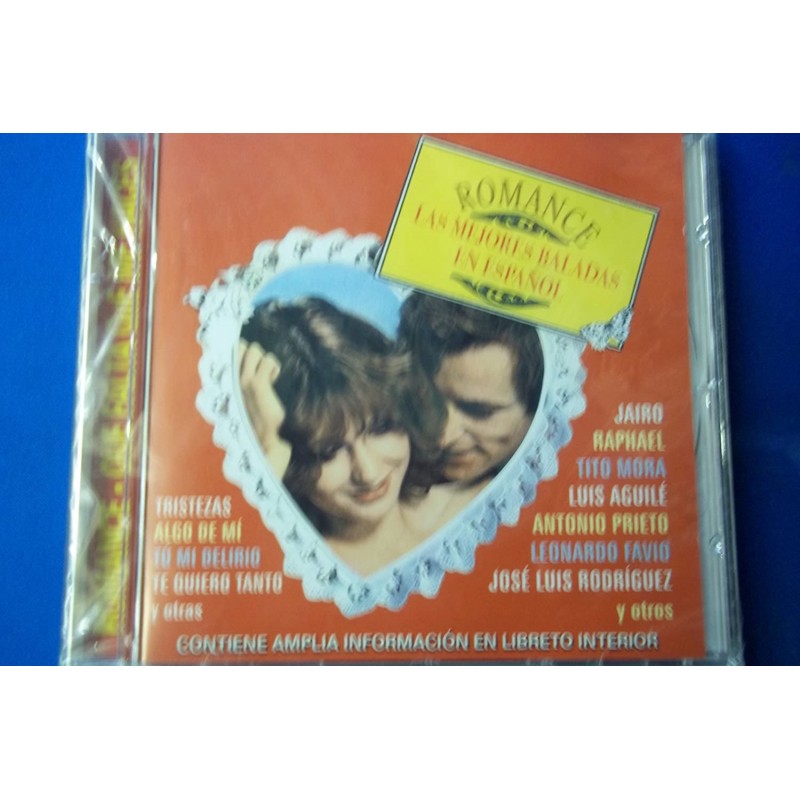 ROMANCE
LAS MEJORES BALADAS
EN ESPAÑOL
JAIRO
RAPHAEL
TITO MORA
LUIS AGUILÉ
ANTONIO PRIETO
LEONARDO FAVIO
JOSÉ LUIS RODRÍGUEZ
y otros
TRISTEZAS
ALGO DE MÍ
TÚ MI DELIRIO
TE QUIERO TANTO
y otras
CONTIENE AMPLIA INFORMACIÓN EN LIBRETO INTERIOR